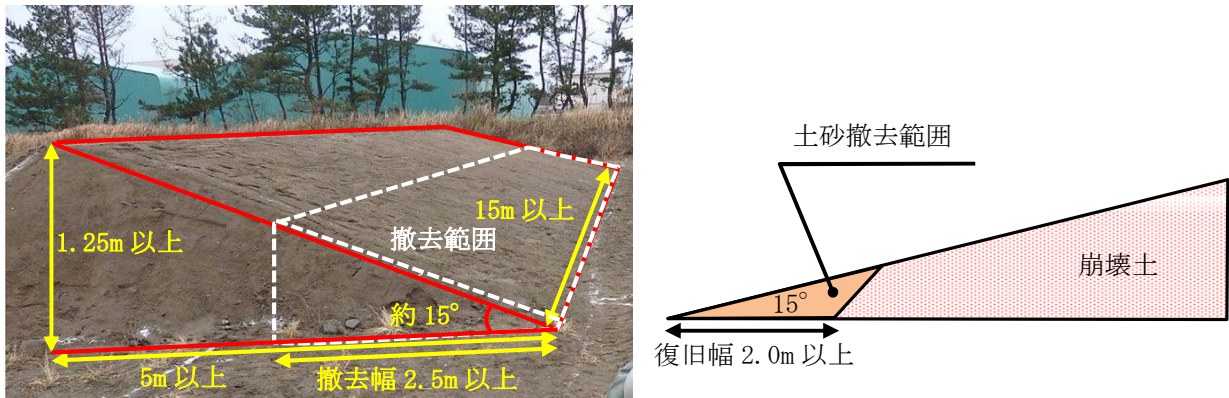 1.25m 以上
撤去範囲
15m 以上
約 15°
5m 以上
撤去幅 2.5m 以上
土砂撤去範囲
崩壊土
15°
復旧幅 2.0m 以上